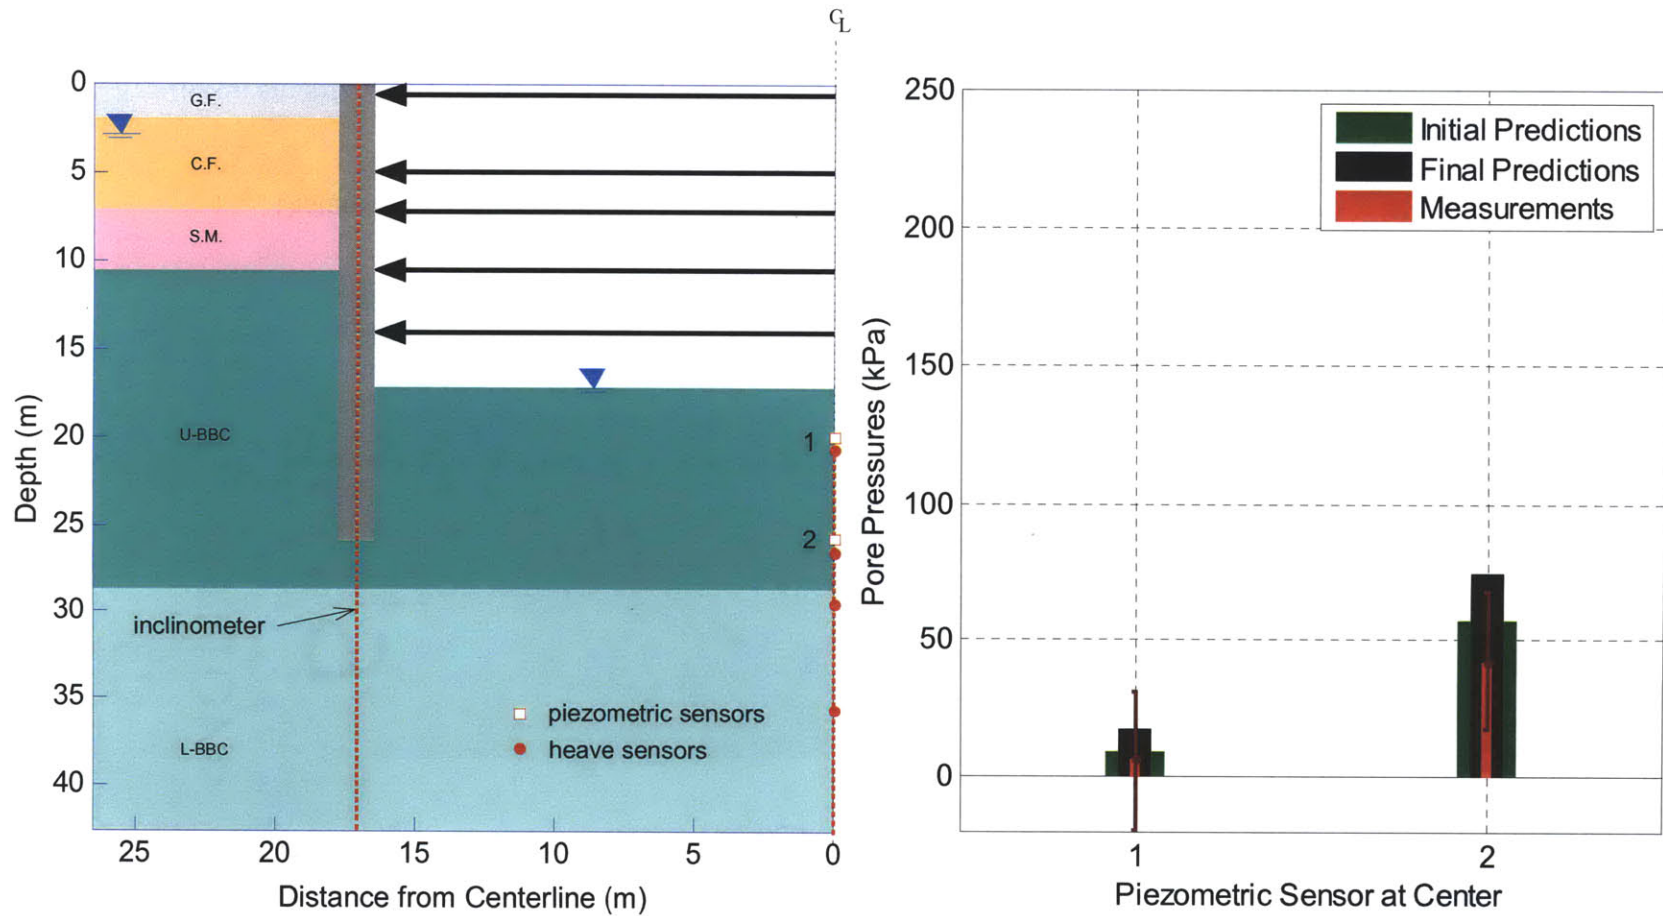 CL
0
5
10
15
20
25
30
35
40
Depth (m)
G.F.
C.F.
S.M.
U-BBC
L-BBC
inclinometer
1
2
piezometric sensors
heave sensors
25
20
15
10
5
0
Distance from Centerline (m)
250
200
150
100
50
0
Pore Pressures (kPa)
Initial Predictions
Final Predictions
Measurements
1
2
Piezometric Sensor at Center